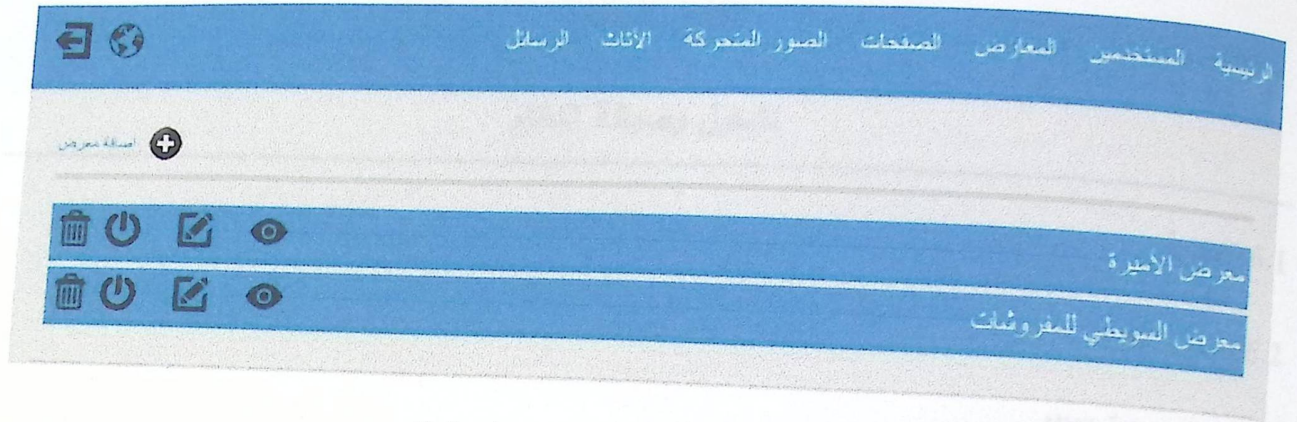 الرئيسية المستخدمين المعارض الصفحات الصور المتحركة الأثاث الرسائل
اضافة معرض
معرض الأميرة
معرض السويطي للمفروشات